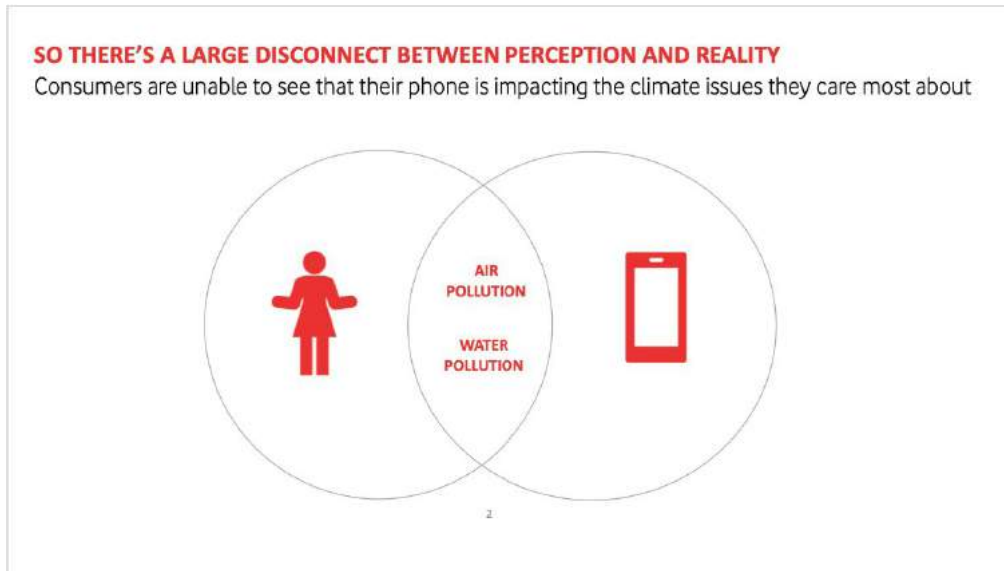 SO THERE'S A LARGE DISCONNECT BETWEEN PERCEPTION AND REALITY
Consumers are unable to see that their phone is impacting the climate issues they care most about
AIR
POLLUTION
WATER
POLLUTION
2